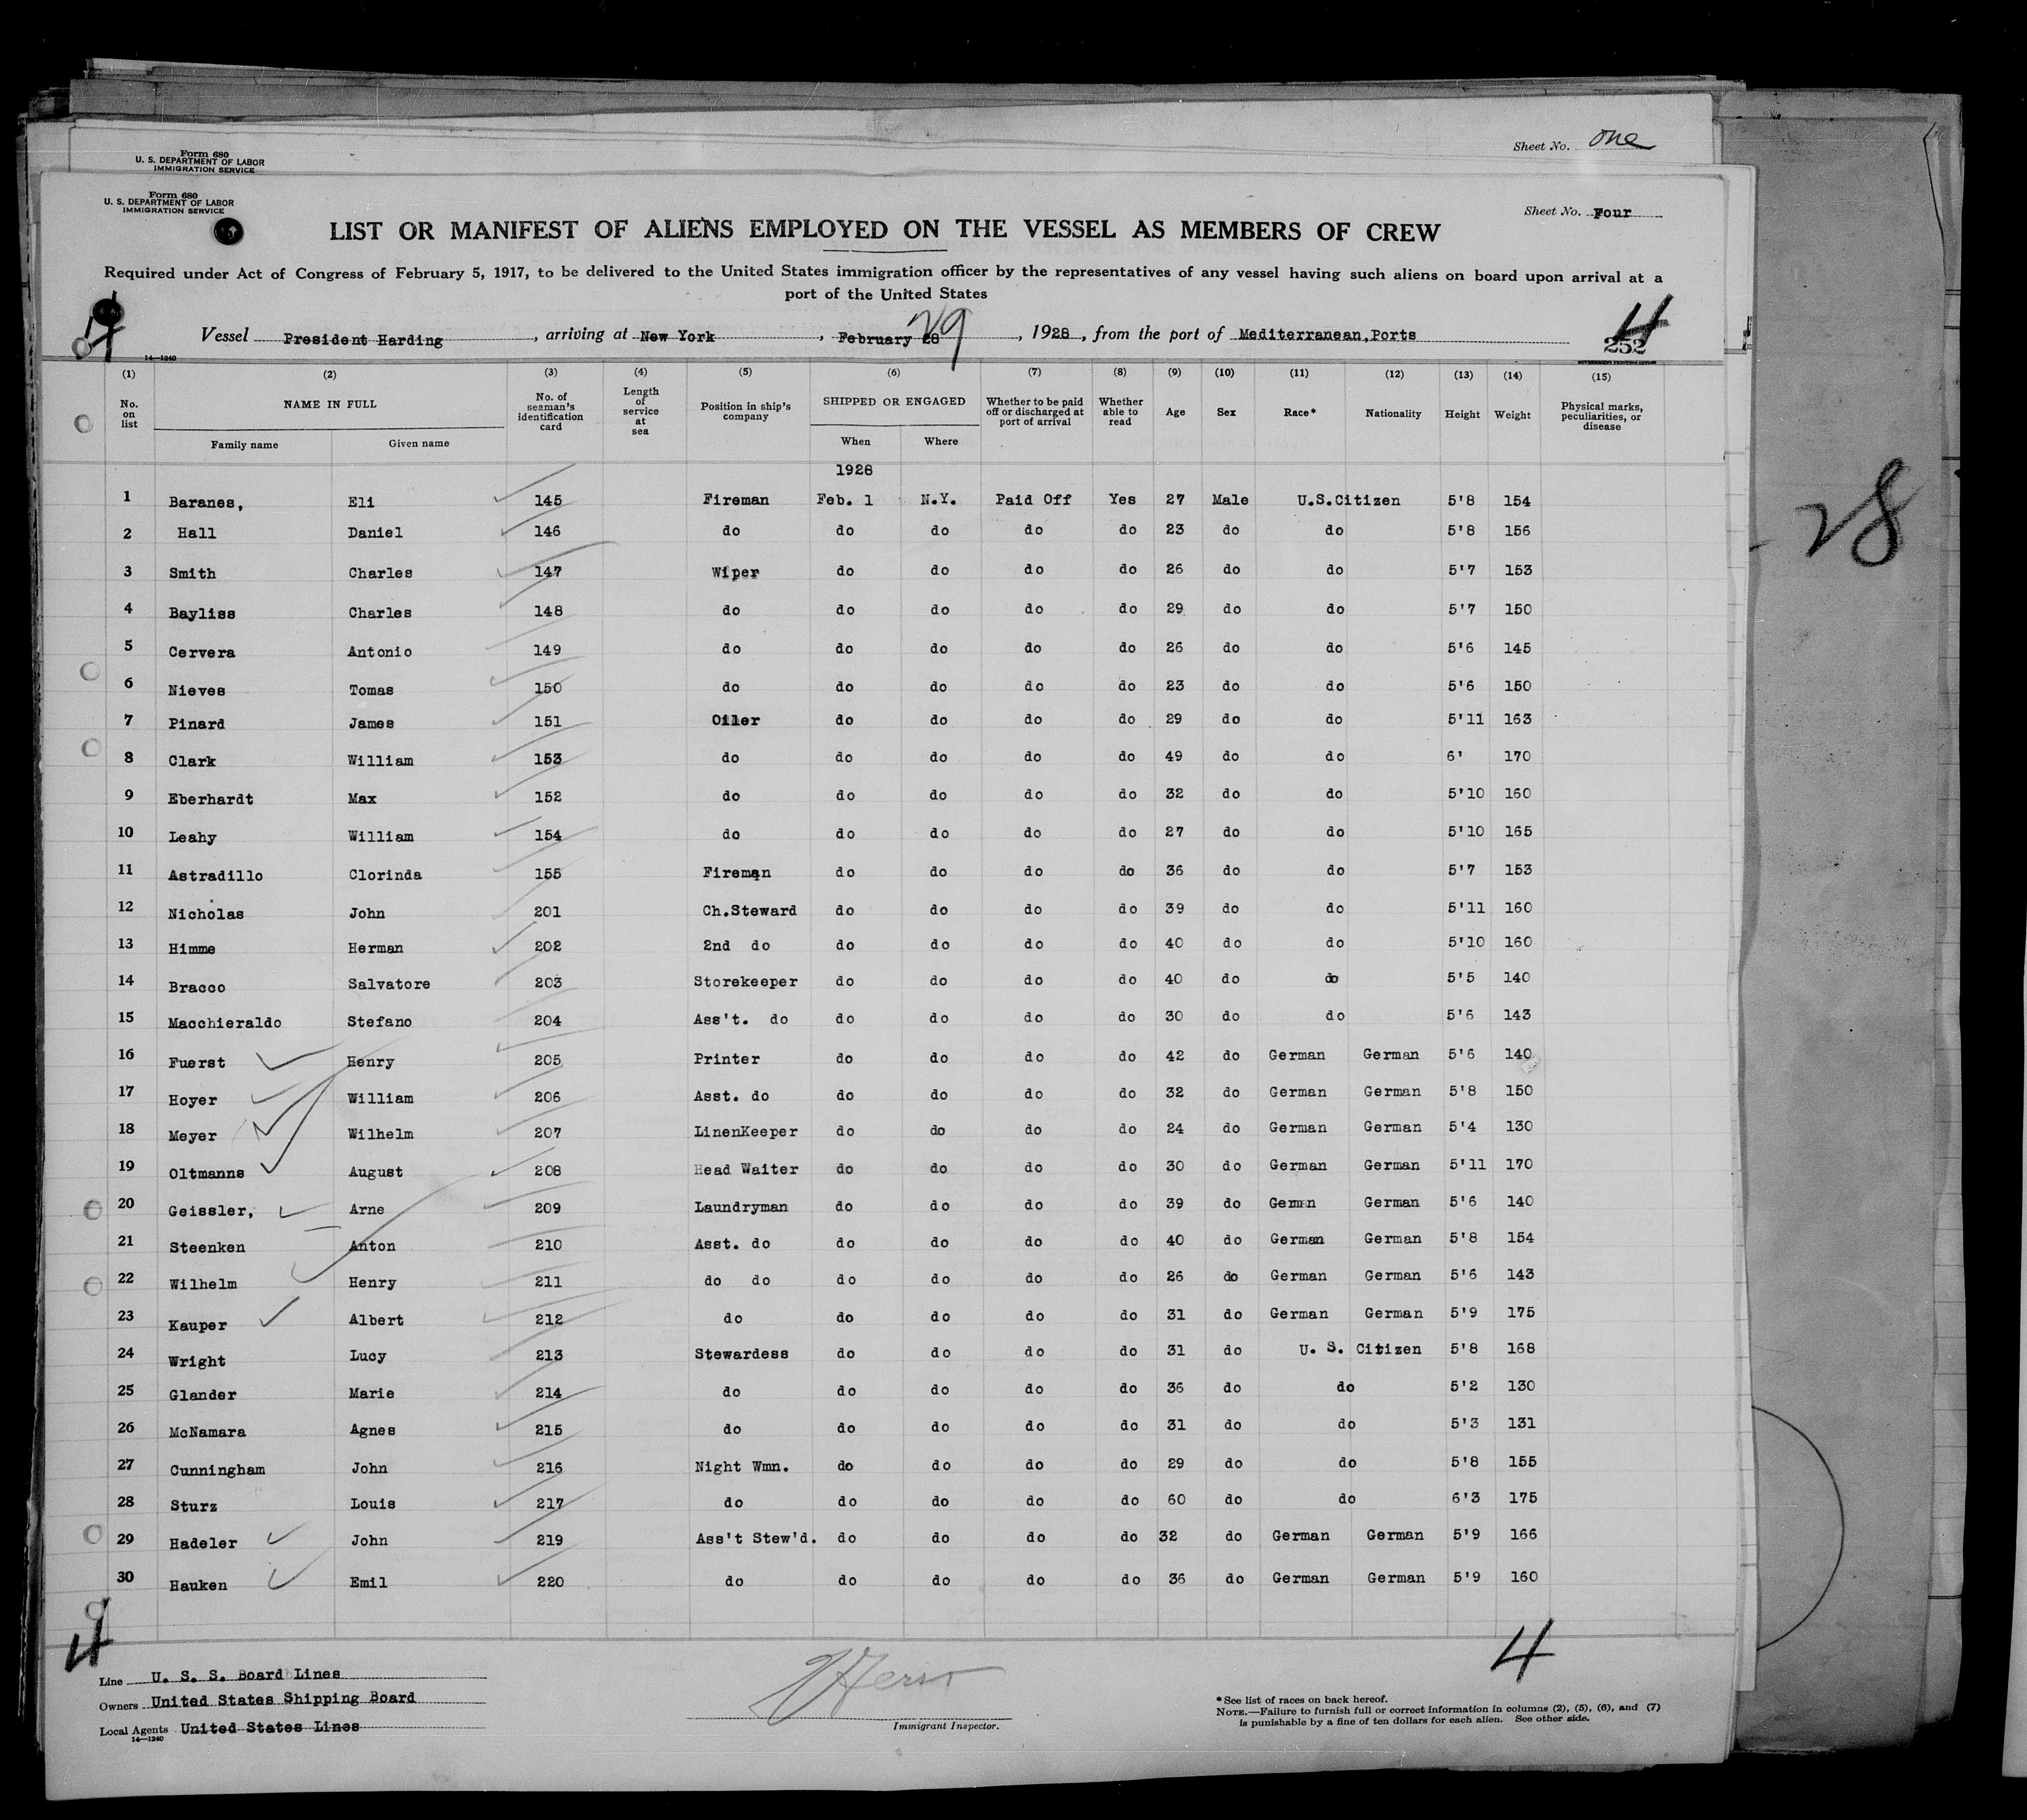 Form 680
U. S. DEPARTMENT OF LABOR
IMMIGRATION SERVICE
Sheet No. one
Form 680
U. S. DEPARTMENT OF LABOR
IMMIGRATION SERVICE
Sheet No. Four
LIST OR MANIFEST OF ALIENS EMPLOYED ON THE VESSEL AS MEMBERS OF CREW
Required under Act of Congress of February 5, 1917, to be delivered to the United States immigration officer by the representatives of any vessel having such aliens on board upon arrival at a
port of the United States
4
Vessel President Harding, arriving at New York, February 28 29, 1928, from the port of Mediterranean,Ports
4
252
14—1240
(1) (2) (3) (4) (5) (6) (7) (8) (9) (10) (11) (12) (13) (14) (15)
No. on list NAME IN FULL Family name Given name No. of seaman's identification card Length of service at sea Position in ship's company SHIPPED OR ENGAGED When Where Whether to be paid off or discharged at port of arrival Whether able to read Age Sex Race* Nationality Height Weight Physical marks, peculiarities, or disease
1928
1 Baranes, Eli 145 Fireman Feb. 1 N.Y. Paid Off Yes 27 Male U.S.Citizen 5'8 154
2 Hall Daniel 146 do do do do do 23 do do 5'8 156
3 Smith Charles 147 Wiper do do do do 26 do do 5'7 153
4 Bayliss Charles 148 do do do do do 29 do do 5'7 150
5 Cervera Antonio 149 do do do do do 26 do do 5'6 145
6 Nieves Tomas 150 do do do do do 23 do do 5'6 150
7 Pinard James 151 Oiler do do do do 29 do do 5'11 163
8 Clark William 153 do do do do do 49 do do 6' 170
9 Eberhardt Max 152 do do do do do 32 do do 5'10 160
10 Leahy William 154 do do do do do 27 do do 5'10 165
11 Astradillo Clorinda 155 Fireman do do do do 36 do do 5'7 153
12 Nicholas John 201 Ch.Steward do do do do 39 do do 5'11 160
13 Himme Herman 202 2nd do do do do do 40 do do 5'10 160
14 Bracco Salvatore 203 Storekeeper do do do do 40 do do 5'5 140
15 Macchieraldo Stefano 204 Ass't. do do do do do 30 do do 5'6 143
16 Fuerst Henry 205 Printer do do do do 42 do German German 5'6 140
17 Hoyer William 206 Asst. do do do do do 32 do German German 5'8 150
18 Meyer Wilhelm 207 LinenKeeper do do do do 24 do German German 5'4 130
19 Oltmanns August 208 Head Waiter do do do do 30 do German German 5'11 170
20 Geissler, Arne 209 Laundryman do do do do 39 do Gemen German 5'6 140
21 Steenken Anton 210 Asst. do do do do do 40 do German German 5'8 154
22 Wilhelm Henry 211 do do do do do do 26 do German German 5'6 143
23 Kauper Albert 212 do do do do do 31 do German German 5'9 175
24 Wright Lucy 213 Stewardess do do do do 31 do U. S. Citizen 5'8 168
25 Glander Marie 214 do do do do do 36 do do 5'2 130
26 McNamara Agnes 215 do do do do do 31 do do 5'3 131
27 Cunningham John 216 Night Wmn. do do do do 29 do do 5'8 155
28 Sturz Louis 217 do do do do do 60 do do 6'3 175
29 Hadeler John 219 Ass't Stew'd. do do do do 32 do German German 5'9 166
30 Hauken Emil 220 do do do do do 36 do German German 5'9 160
28
4
4
Line U. S. S. Board Lines
Owners United States Shipping Board
Local Agents United States Lines
14—1240
Immigrant Inspector.
*See list of races on back hereof.
NOTE.—Failure to furnish full or correct information in columns (2), (5), (6), and (7)
is punishable by a fine of ten dollars for each alien. See other side.